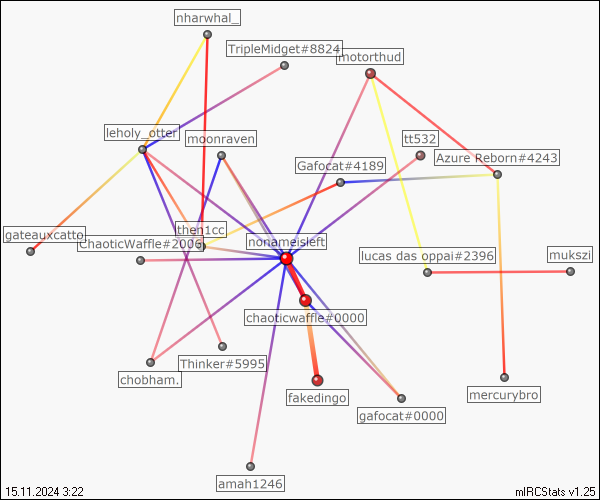 nharwhal_
TripleMidget#8824
motorthud
leholy_otter
moonraven
tt532
Gafocat#4189
Azure_Reborn#4243
gateauxcatto
ChaoticWaffle#2006
then1cc
nonameisleft
lucas das oppai#2396
mukszi
chaoticwaffle#0000
Thinker#5995
chobham.
fakedingo
gafocat#0000
mercurybro
amah1246
15.11.2024 3:22
mIRCStats v1.25